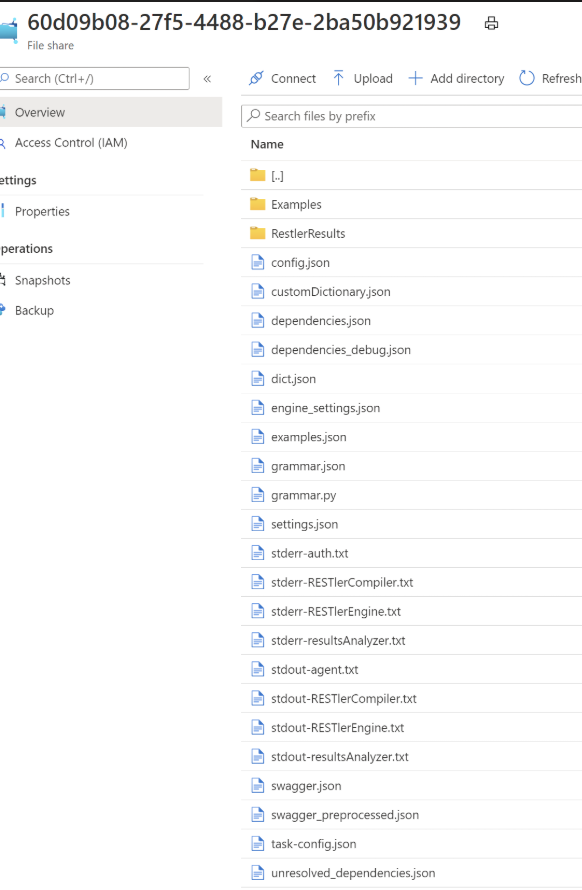 60d09b08-27f5-4488-b27e-2ba50b921939
File share
Search (Ctrl+/)
«
Connect
Upload
Add directory
Refresh
Overview
Access Control (IAM)
ettings
Properties
perations
Snapshots
Backup
Search files by prefix
Name
[..]
Examples
RestlerResults
config.json
customDictionary.json
dependencies.json
dependencies_debug.json
dict.json
engine_settings.json
examples.json
grammar.json
grammar.py
settings.json
stderr-auth.txt
stderr-RESTlerCompiler.txt
stderr-RESTlerEngine.txt
stderr-resultsAnalyzer.txt
stdout-agent.txt
stdout-RESTlerCompiler.txt
stdout-RESTlerEngine.txt
stdout-resultsAnalyzer.txt
swagger.json
swagger_preprocessed.json
task-config.json
unresolved_dependencies.json